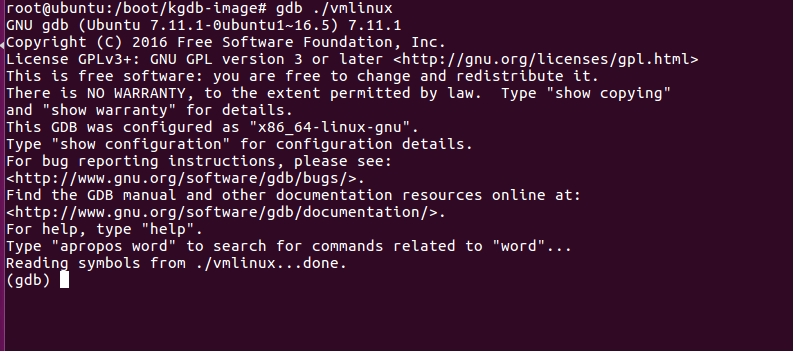 root@ubuntu:/boot/kgdb-image# gdb ./vmlinux
GNU gdb (Ubuntu 7.11.1-0ubuntu1~16.5) 7.11.1
Copyright (C) 2016 Free Software Foundation, Inc.
License GPLv3+: GNU GPL version 3 or later <http://gnu.org/licenses/gpl.html>
This is free software: you are free to change and redistribute it.
There is NO WARRANTY, to the extent permitted by law.  Type "show copying"
and "show warranty" for details.
This GDB was configured as "x86_64-linux-gnu".
Type "show configuration" for configuration details.
For bug reporting instructions, please see:
<http://www.gnu.org/software/gdb/bugs/>.
Find the GDB manual and other documentation resources online at:
<http://www.gnu.org/software/gdb/documentation/>.
For help, type "help".
Type "apropos word" to search for commands related to "word"...
Reading symbols from ./vmlinux...done.
(gdb)